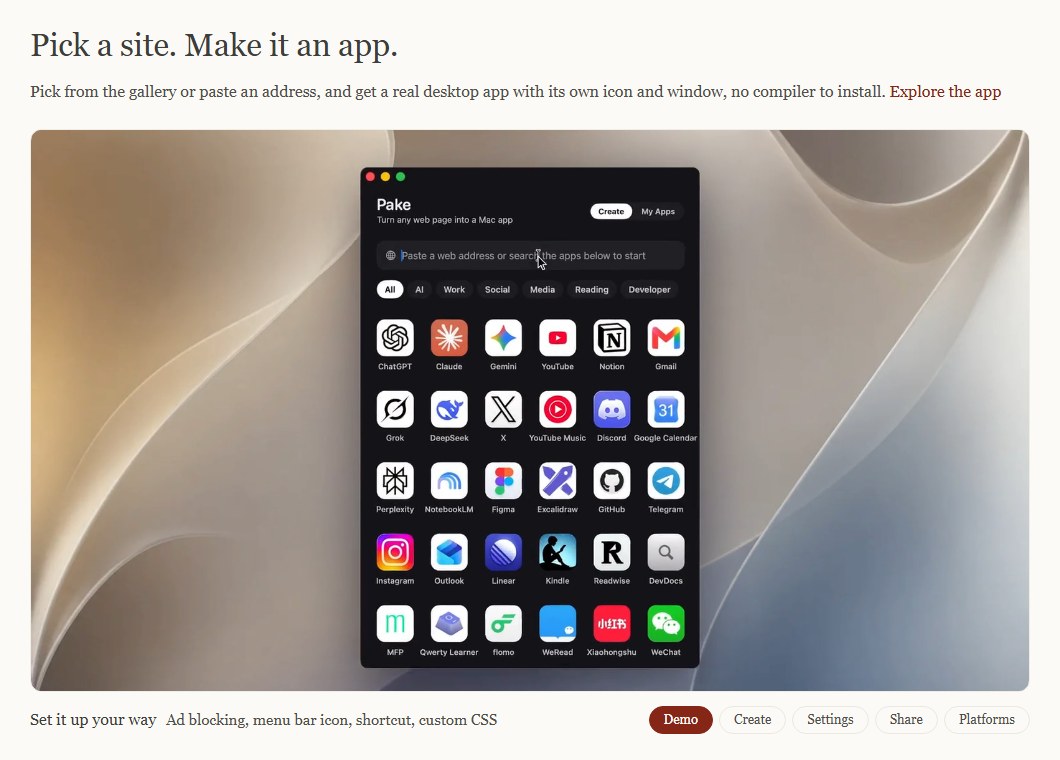 Pick a site. Make it an app.
Pick from the gallery or paste an address, and get a real desktop app with its own icon and window, no compiler to install. Explore the app
Pake
Turn any web page into a Mac app
Create My Apps
Paste a web address or search the apps below to start
All AI Work Social Media Reading Developer
ChatGPT Claude Gemini YouTube Notion Gmail
31
Grok DeepSeek X YouTube Music Discord Google Calendar
Perplexity NotebookLM Figma Excalidraw GitHub Telegram
R
Instagram Outlook Linear Kindle Readwise DevDocs
m 小红书
MFP Qwerty Learner flomo WeRead Xiaohongshu WeChat
Set it up your way Ad blocking, menu bar icon, shortcut, custom CSS
Demo Create Settings Share Platforms